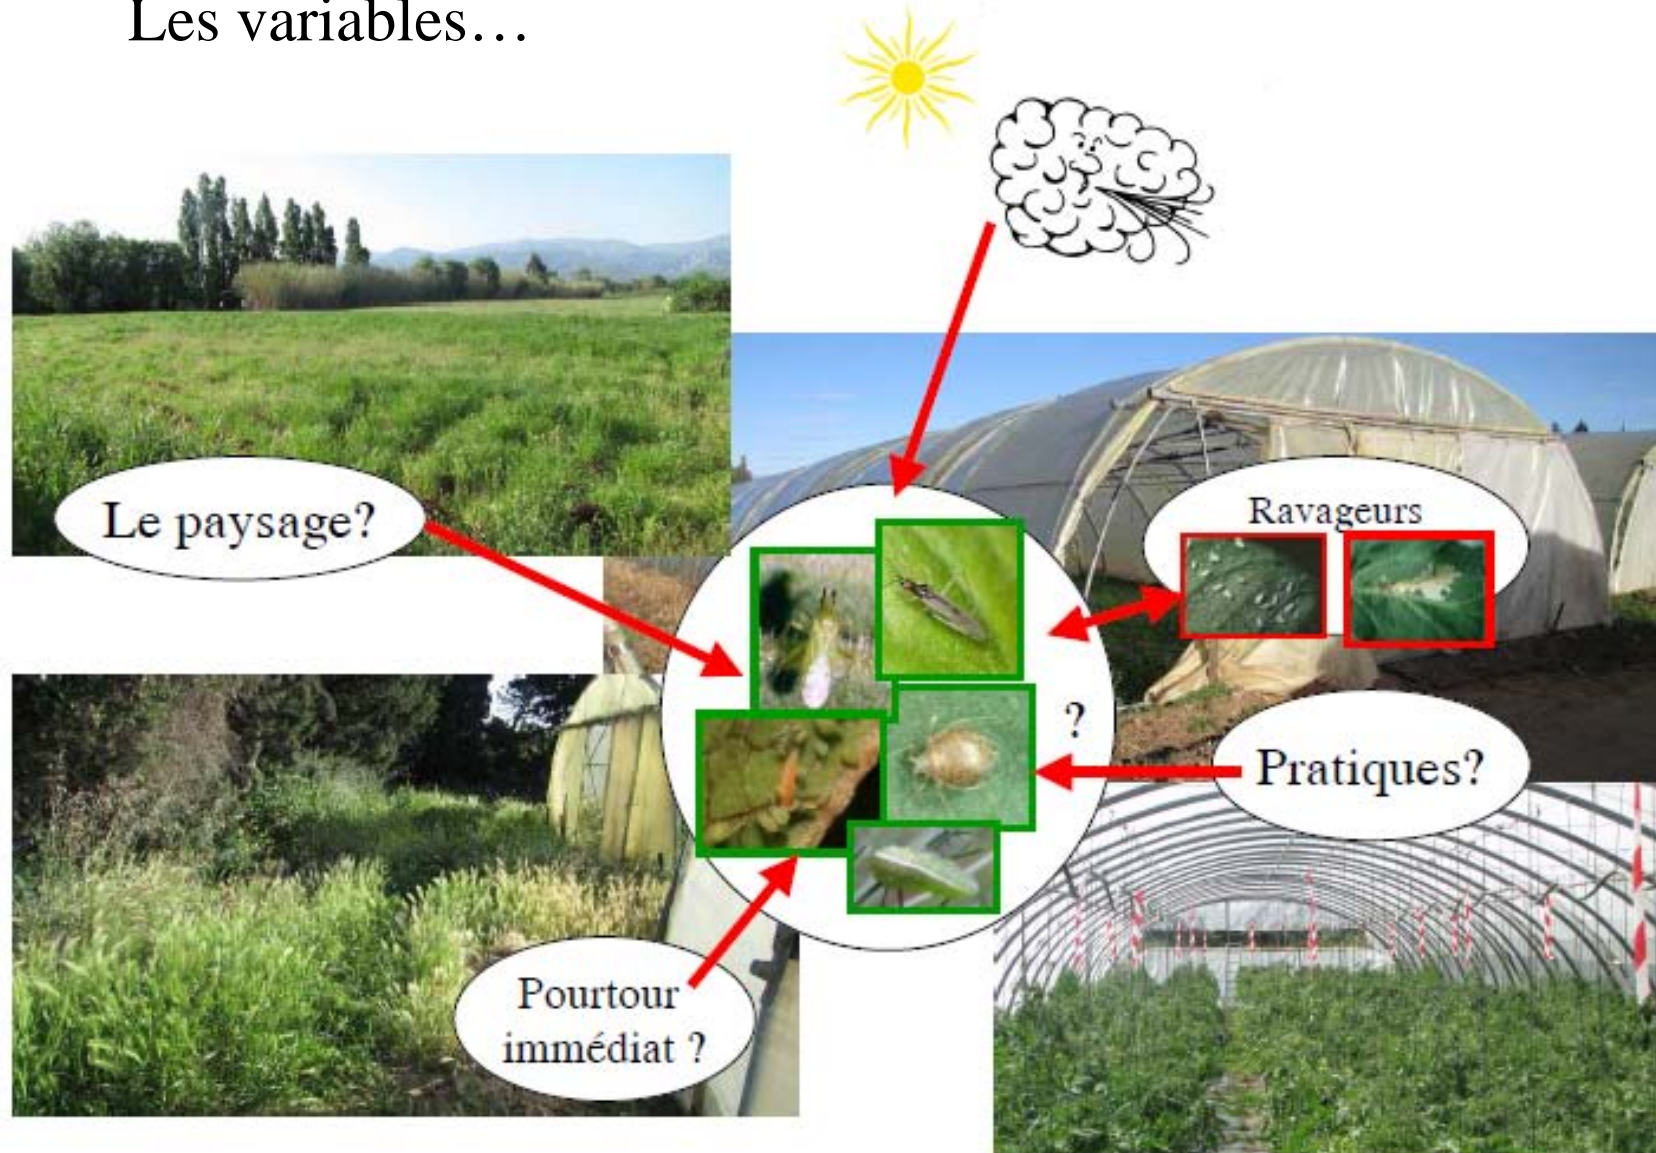 Les variables…
Le paysage?
Ravageurs
?
Pratiques?
Pourtour
immédiat ?